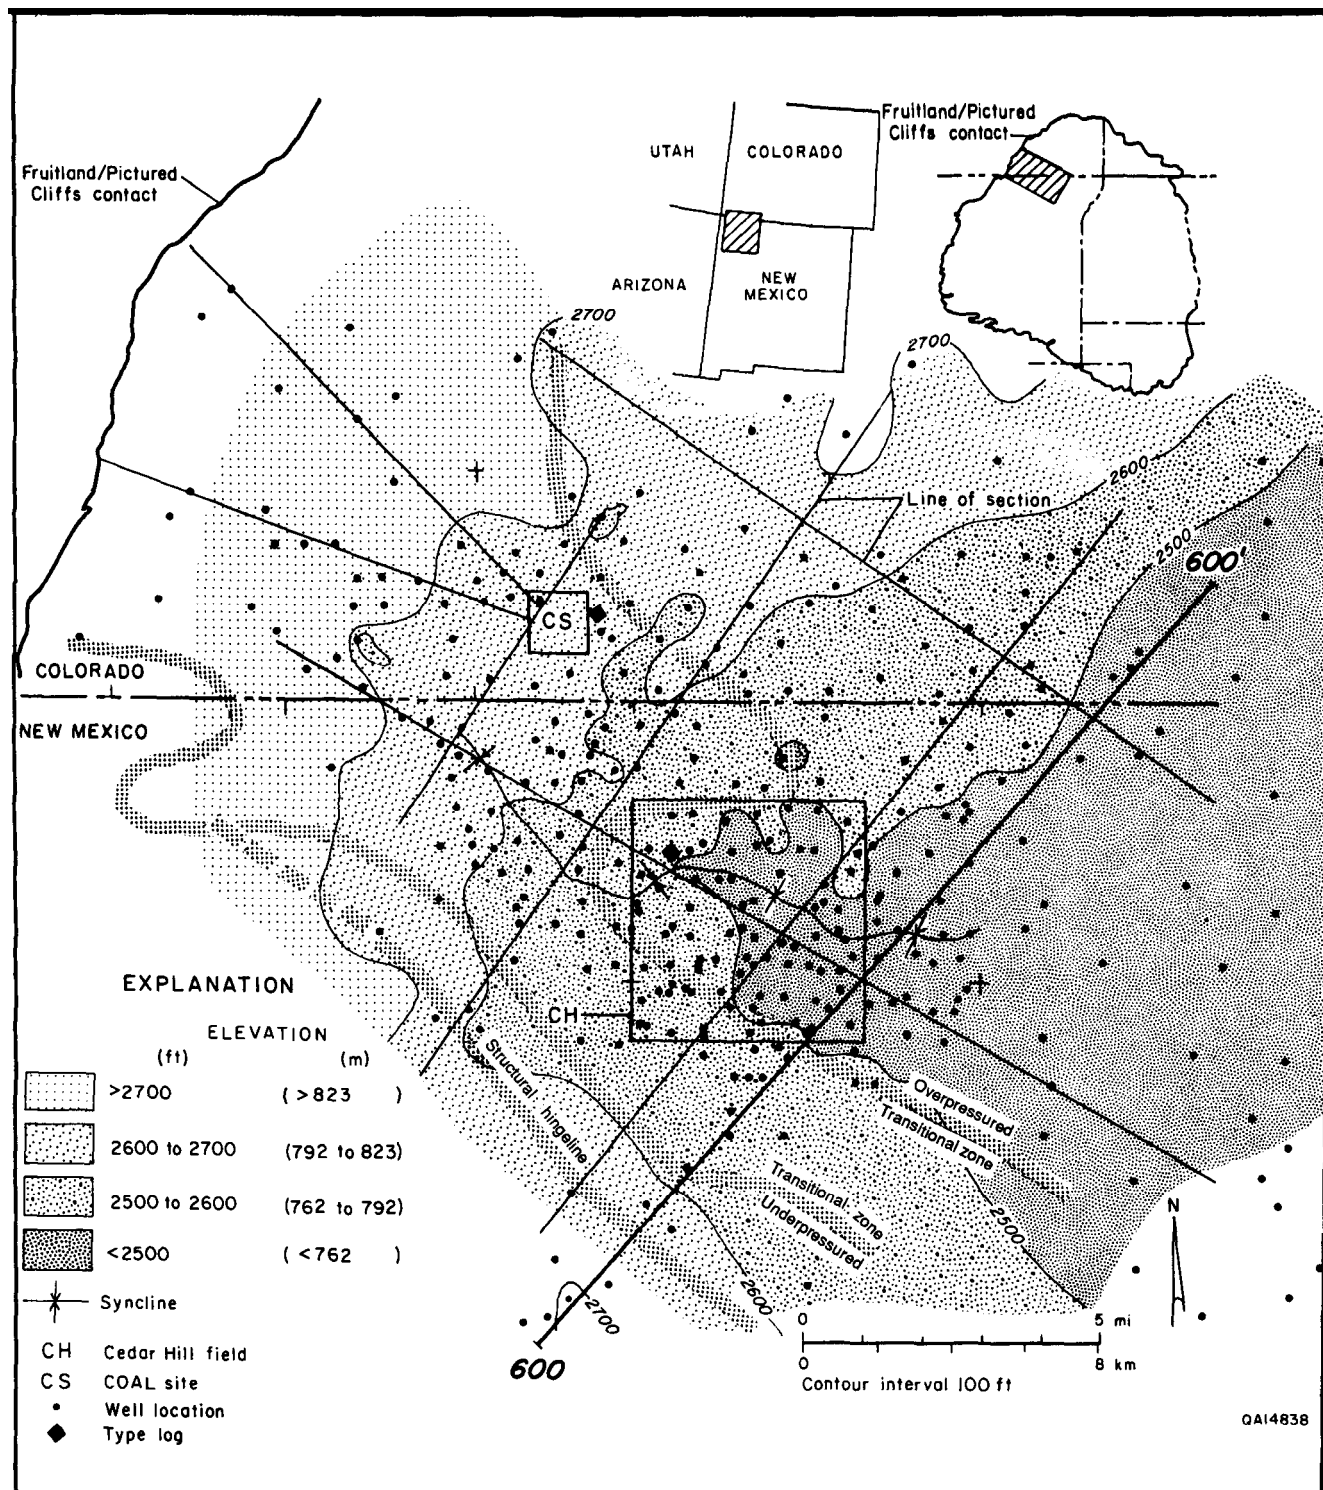 Fruitland/Pictured
Cliffs contact
UTAH
COLORADO
ARIZONA
NEW
MEXICO
Fruitland/Pictured
Cliffs contact
2700
2700
2600
Line of section
2500
600'
CS
COLORADO
NEW MEXICO
CH
Structural hingeline
Overpressured
Transitional zone
Transitional zone
Underpressured
2500
2600
2700
600
N
EXPLANATION
ELEVATION
(ft) (m)
>2700 (>823 )
2600 to 2700 (792 to 823)
2500 to 2600 (762 to 792)
<2500 (<762 )
Syncline
CH Cedar Hill field
CS COAL site
Well location
Type log
0 5 mi
0 8 km
Contour interval 100 ft
QA14838